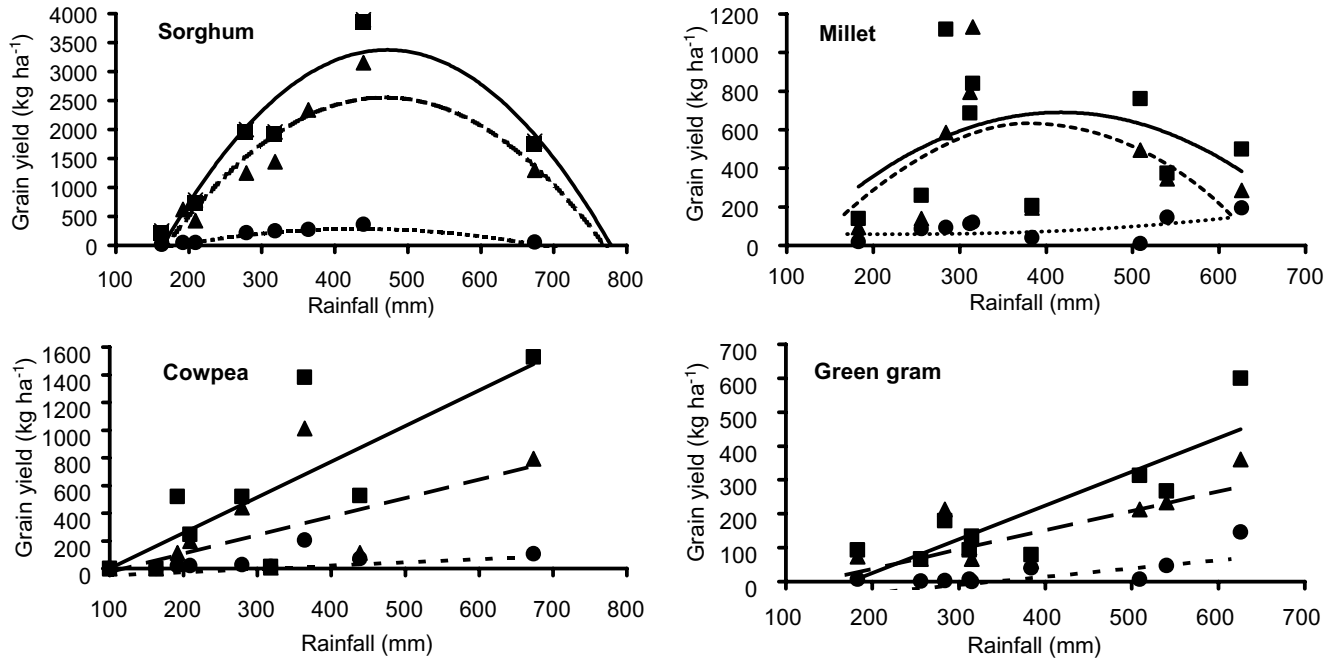 Sorghum
Grain yield (kg ha⁻¹)
4000
3500
3000
2500
2000
1500
1000
500
0
100 200 300 400 500 600 700 800
Rainfall (mm)
Millet
Grain yield (kg ha⁻¹)
1200
1000
800
600
400
200
0
100 200 300 400 500 600 700
Rainfall (mm)
Cowpea
Grain yield (kg ha⁻¹)
1600
1400
1200
1000
800
600
400
200
0
100 200 300 400 500 600 700 800
Rainfall (mm)
Green gram
Grain yield (kg ha⁻¹)
700
600
500
400
300
200
100
0
100 200 300 400 500 600 700
Rainfall (mm)